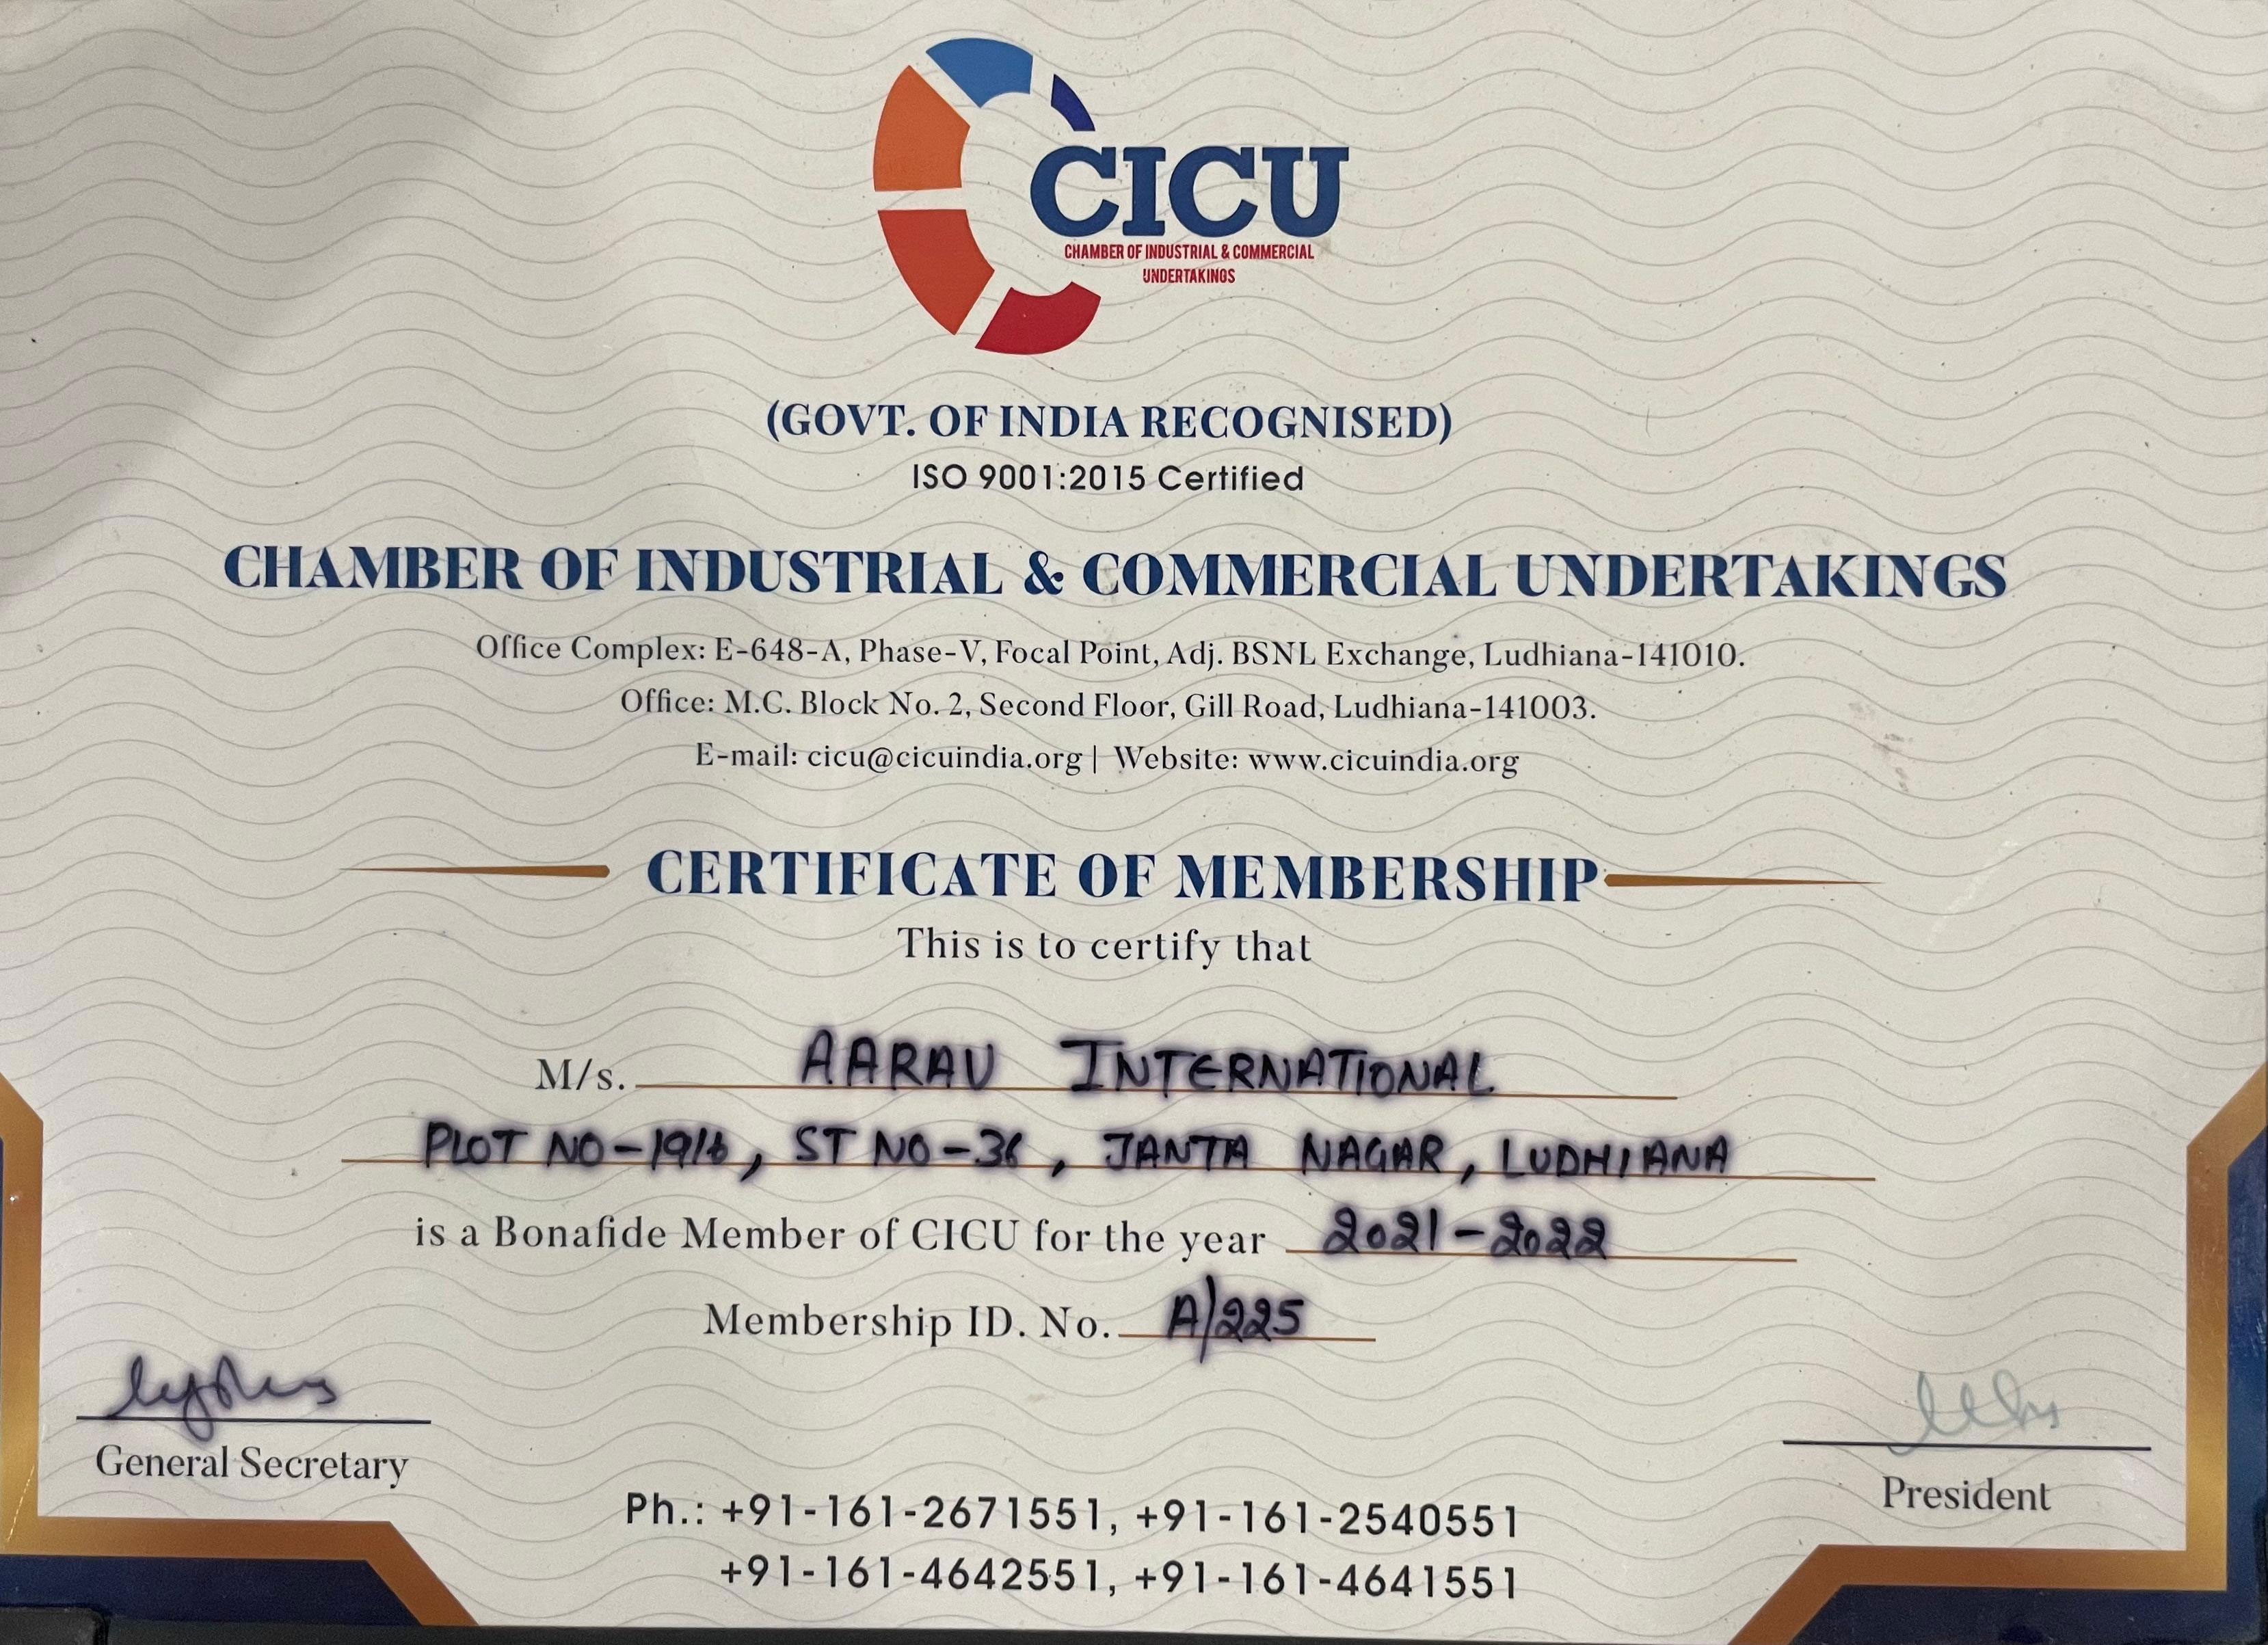 CICU
CHAMBER OF INDUSTRIAL & COMMERCIAL
UNDERTAKINGS
(GOVT. OF INDIA RECOGNISED)
ISO 9001:2015 Certified
CHAMBER OF INDUSTRIAL & COMMERCIAL UNDERTAKINGS
Office Complex: E-648-A, Phase-V, Focal Point, Adj. BSNL Exchange, Ludhiana-141010.
Office: M.C. Block No. 2, Second Floor, Gill Road, Ludhiana-141003.
E-mail: cicu@cicuindia.org | Website: www.cicuindia.org
CERTIFICATE OF MEMBERSHIP
This is to certify that
M/s. AARAV INTERNATIONAL
PLOT NO-, ST NO-36, JANTA NAGAR, LUDHIANA
is a Bonafide Member of CICU for the year 2021-2022
Membership ID. No. A/225
General Secretary
President
Ph.: +91-161-2671551, +91-161-2540551
+91-161-4642551, +91-161-4641551